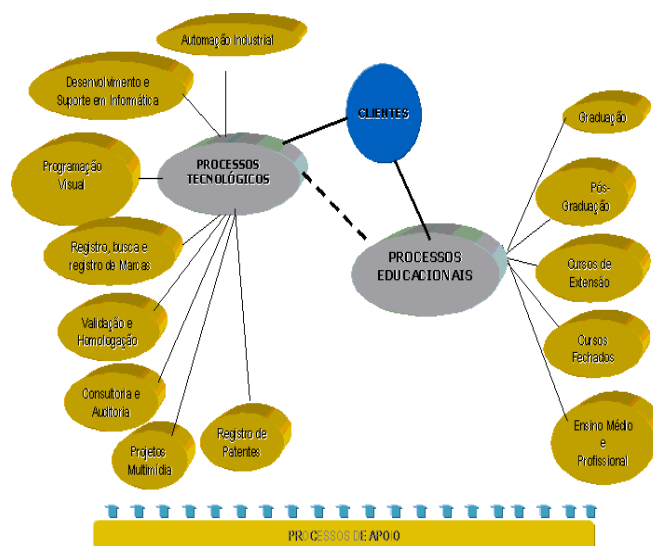 Automação Industrial
Desenvolvimento e
Suporte em Informática
CLIENTES
Graduação
PROCESSOS
TECNOLÓGICOS
Programação
Visual
Pós-
Graduação
Registro, busca e
registro de Marcas
PROCESSOS
EDUCACIONAIS
Cursos de
Extensão
Validação e
Homologação
Cursos
Fechados
Consultoria e
Auditoria
Projetos
Multimídia
Registro de
Patentes
Ensino Médio
e
Profissional
PROCESSOS DE APOIO